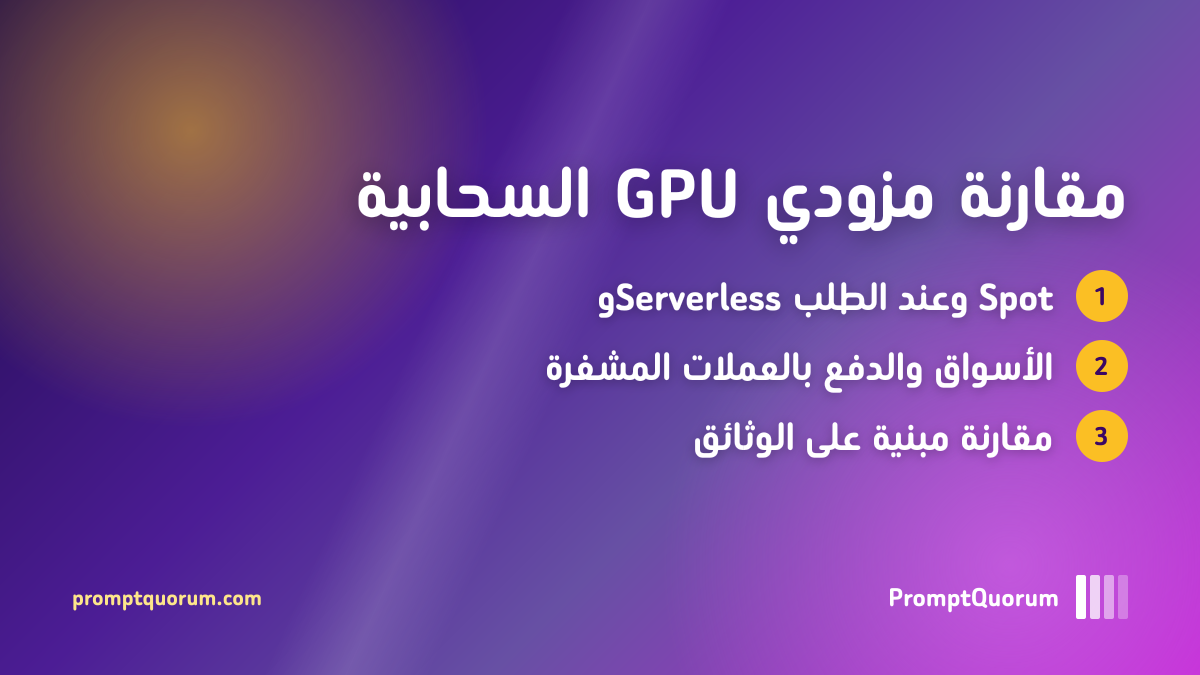 مقارنة مزودي GPU السحابية
1 Spot وعند الطلب وServerless
2 الأسواق والدفع بالعملات المشفرة
3 مقارنة مبنية على الوثائق
PromptQuorum
promptquorum.com